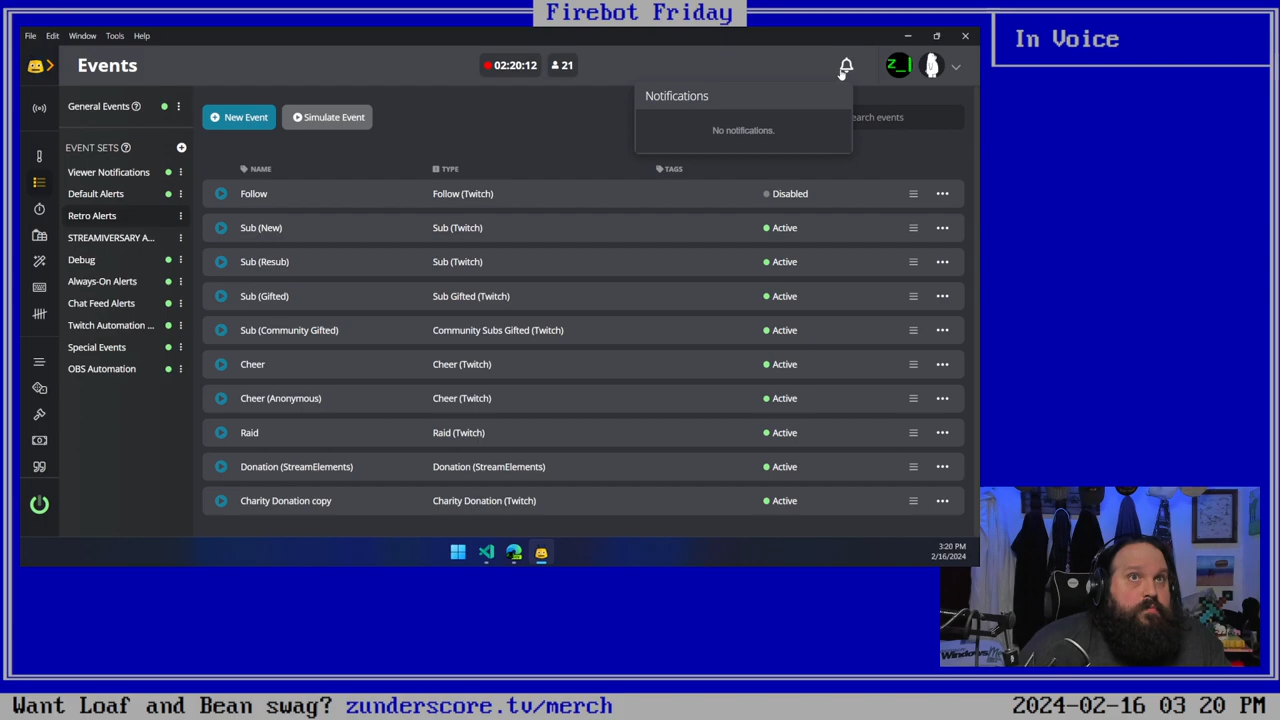 Firebot Friday
File Edit Window Tools Help
In Voice
Events
02:20:12
21
z_|
General Events
New Event
Simulate Event
Notifications
No notifications.
earch events
EVENT SETS
Viewer Notifications
Default Alerts
Retro Alerts
STREAMIVERSARY A...
Debug
Always-On Alerts
Chat Feed Alerts
Twitch Automation ...
Special Events
OBS Automation
NAME TYPE TAGS
Follow Follow (Twitch) Disabled
Sub (New) Sub (Twitch) Active
Sub (Resub) Sub (Twitch) Active
Sub (Gifted) Sub Gifted (Twitch) Active
Sub (Community Gifted) Community Subs Gifted (Twitch) Active
Cheer Cheer (Twitch) Active
Cheer (Anonymous) Cheer (Twitch) Active
Raid Raid (Twitch) Active
Donation (StreamElements) Donation (StreamElements) Active
Charity Donation copy Charity Donation (Twitch) Active
3:20 PM
2/16/2024
Want Loaf and Bean swag? zunderscore.tv/merch
2024-02-16 03 20 PM